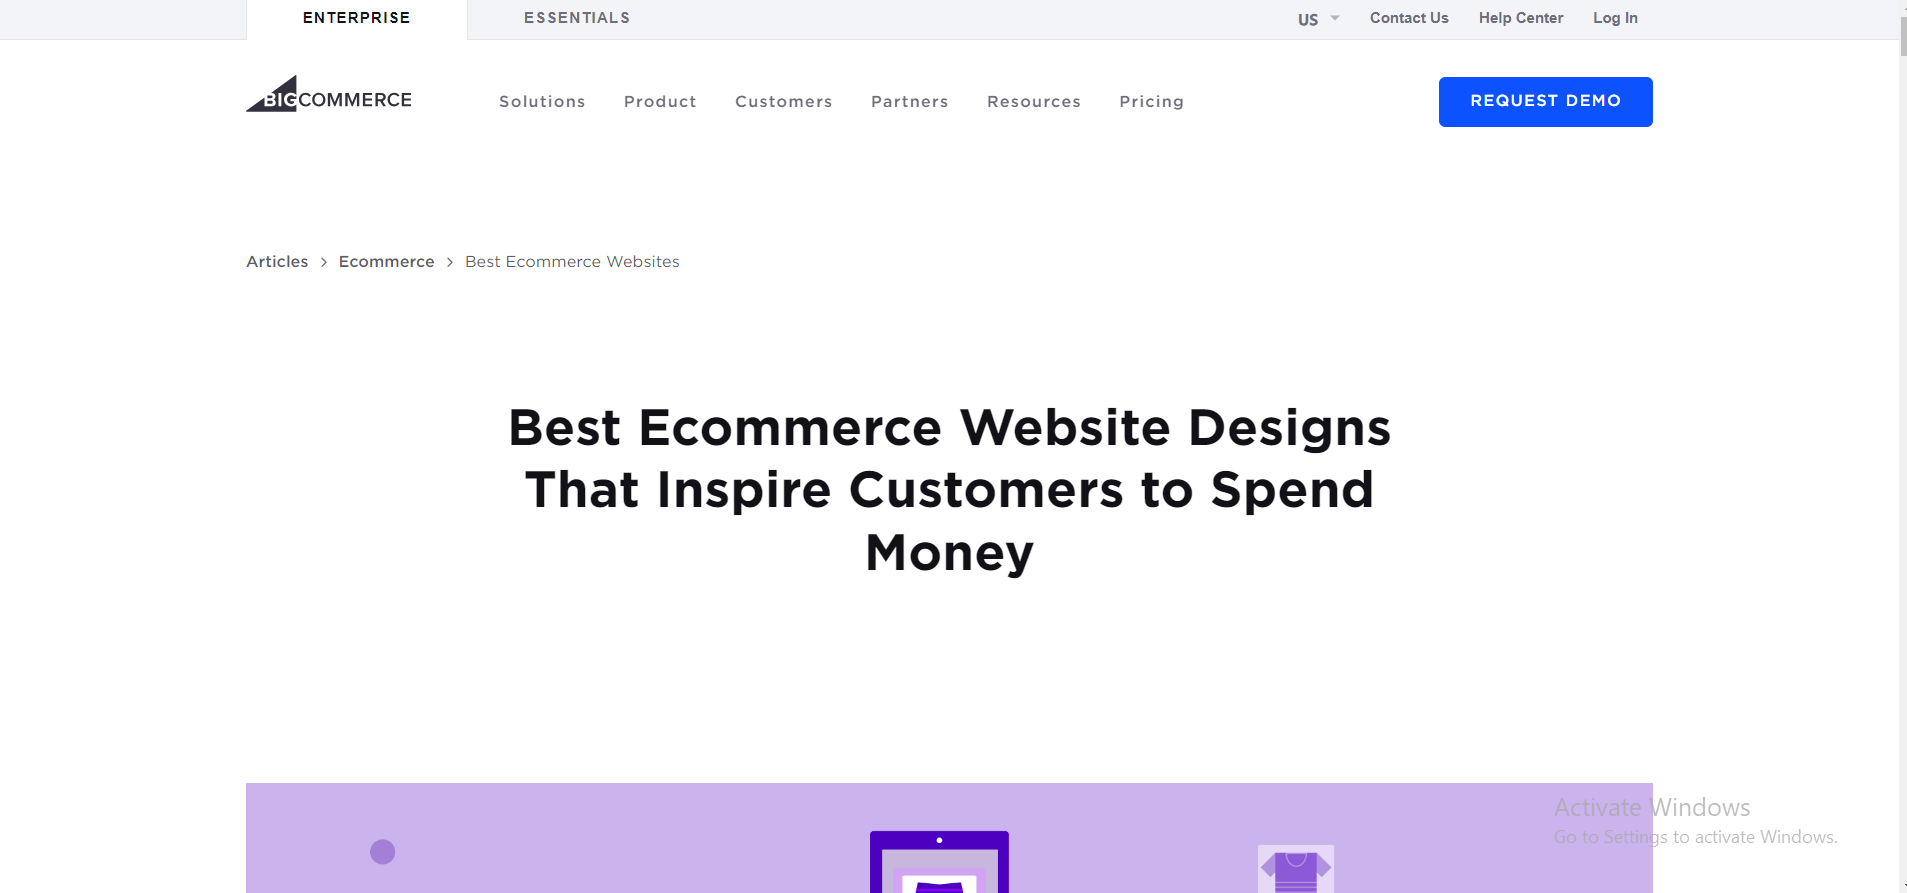 ENTERPRISE ESSENTIALS US Contact Us Help Center Log In
BIGCOMMERCE Solutions Product Customers Partners Resources Pricing REQUEST DEMO
Articles > Ecommerce > Best Ecommerce Websites
Best Ecommerce Website Designs
That Inspire Customers to Spend
Money
Activate Windows
Go to Settings to activate Windows.